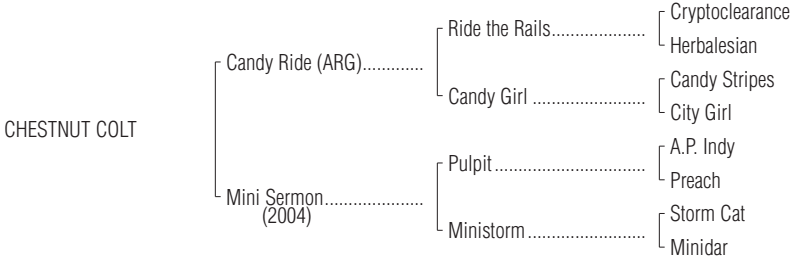 Cryptoclearance
Ride the Rails.....................
Herbalesian
Candy Ride (ARG).............
Candy Stripes
Candy Girl .........................
City Girl
CHESTNUT COLT
A.P. Indy
Pulpit.................................
Preach
Mini Sermon.....................
(2004)
Storm Cat
Ministorm ..........................
Minidar